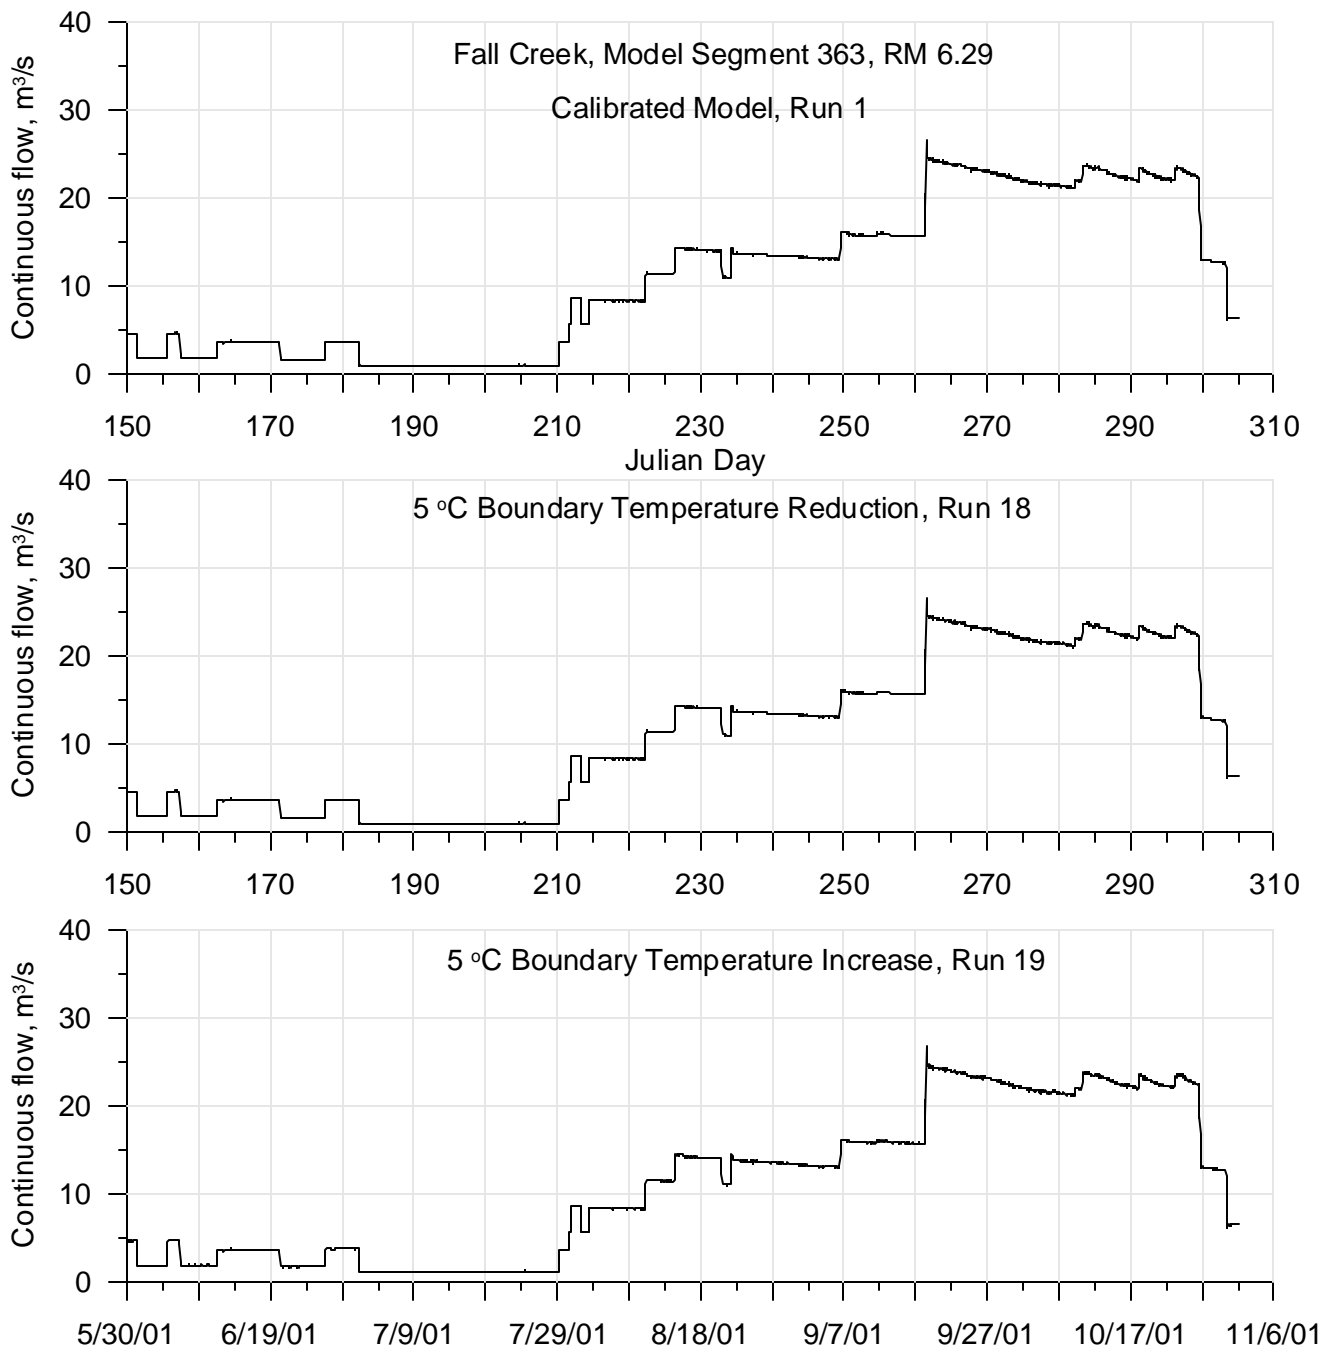 40
Fall Creek, Model Segment 363, RM 6.29
Calibrated Model, Run 1
30
20
10
0
Continuous flow, m³/s
150 170 190 210 230 250 270 290 310
Julian Day
40
5 ºC Boundary Temperature Reduction, Run 18
30
20
10
0
Continuous flow, m³/s
150 170 190 210 230 250 270 290 310
40
5 ºC Boundary Temperature Increase, Run 19
30
20
10
0
Continuous flow, m³/s
5/30/01 6/19/01 7/9/01 7/29/01 8/18/01 9/7/01 9/27/01 10/17/01 11/6/01